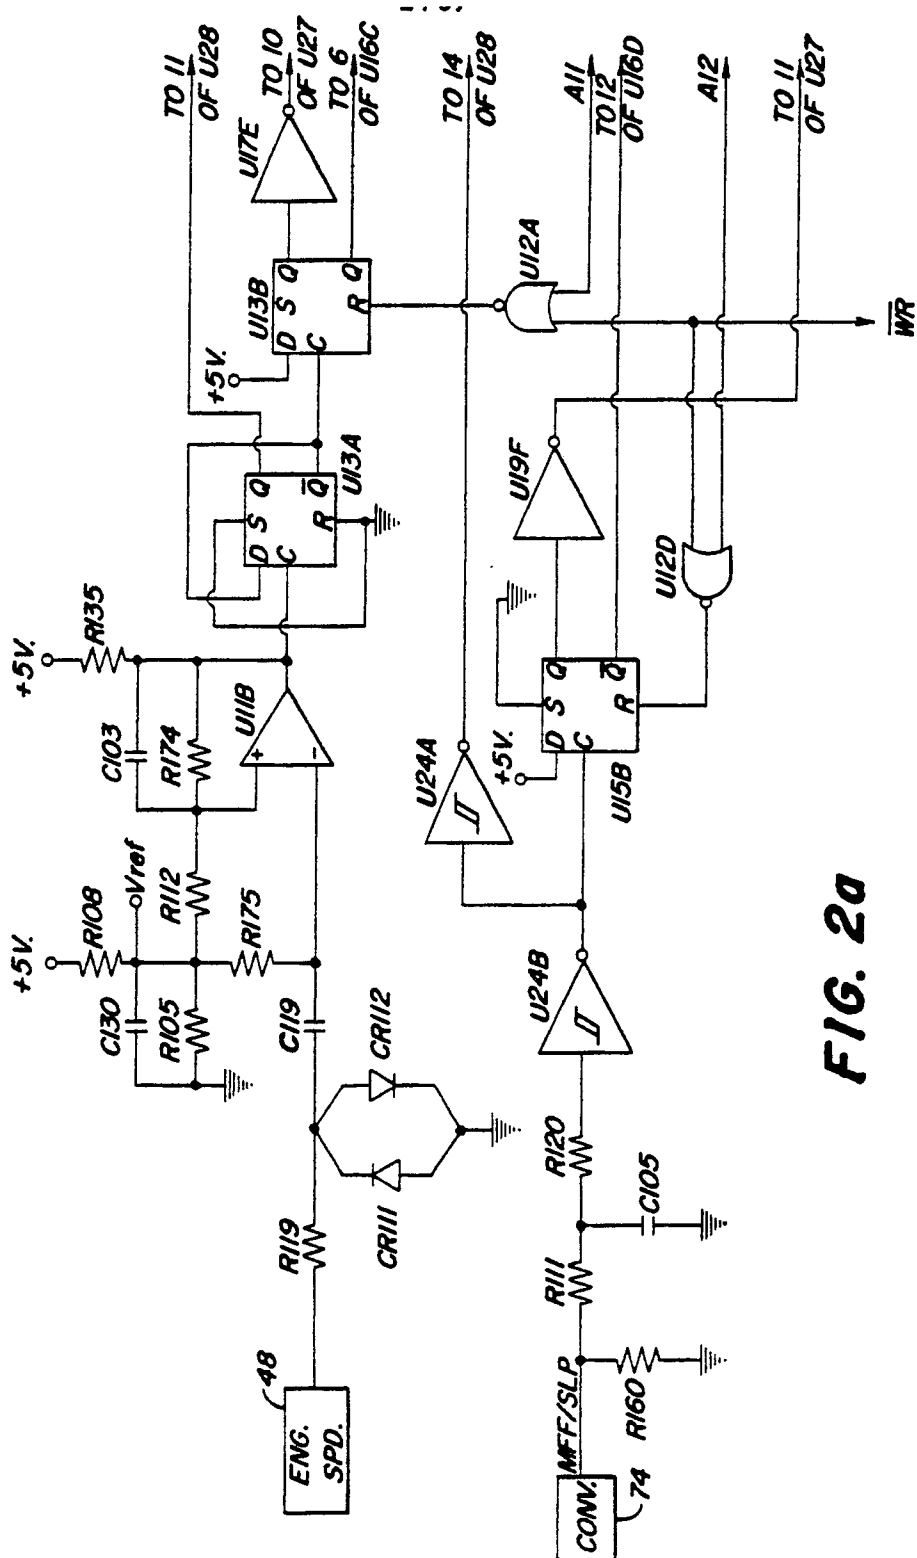 +5V.
+5V.
R108
C130
Vref
R105
R112
R175
C103
R174
R135
U11B
+
-
48
ENG.
SPD.
R119
C119
CR111
CR112
D
S
Q
C
R
Q
U13A
+5V.
U13B
D
S
Q
C
R
Q
U17E
TO 11
OF U28
TO 10
OF U27
TO 6
OF U16C
TO 14
OF U28
A11
TO 12
OF U16D
A12
TO 11
OF U27
U12A
WR
U24A
U19F
U12D
+5V.
D
S
Q
C
R
Q
U15B
U24B
R120
C105
R111
R160
MFF/SLP
CONV.
74
FIG. 2a